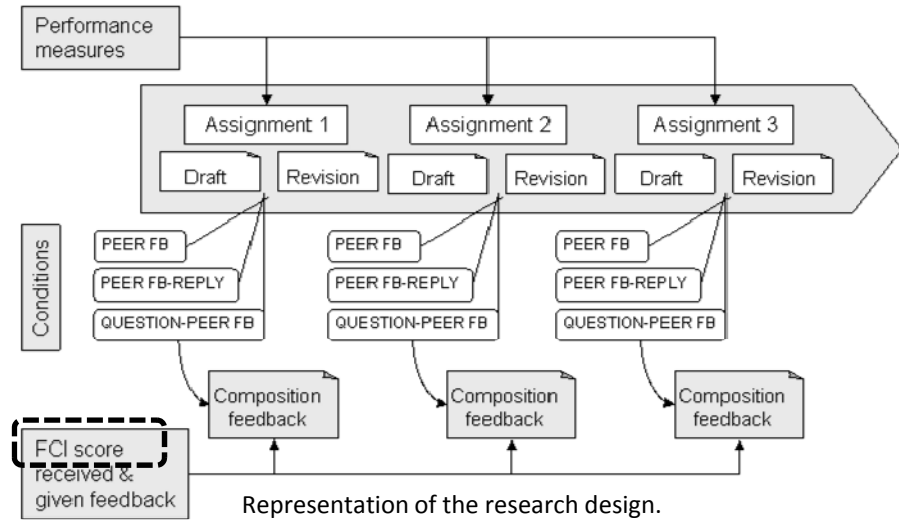 Performance
measures
Assignment 1
Assignment 2
Assignment 3
Draft
Revision
Draft
Revision
Draft
Revision
Conditions
PEER FB
PEER FB-REPLY
QUESTION-PEER FB
PEER FB
PEER FB-REPLY
QUESTION-PEER FB
PEER FB
PEER FB-REPLY
QUESTION-PEER FB
Composition
feedback
Composition
feedback
Composition
feedback
FCI score
received &
given feedback
Representation of the research design.